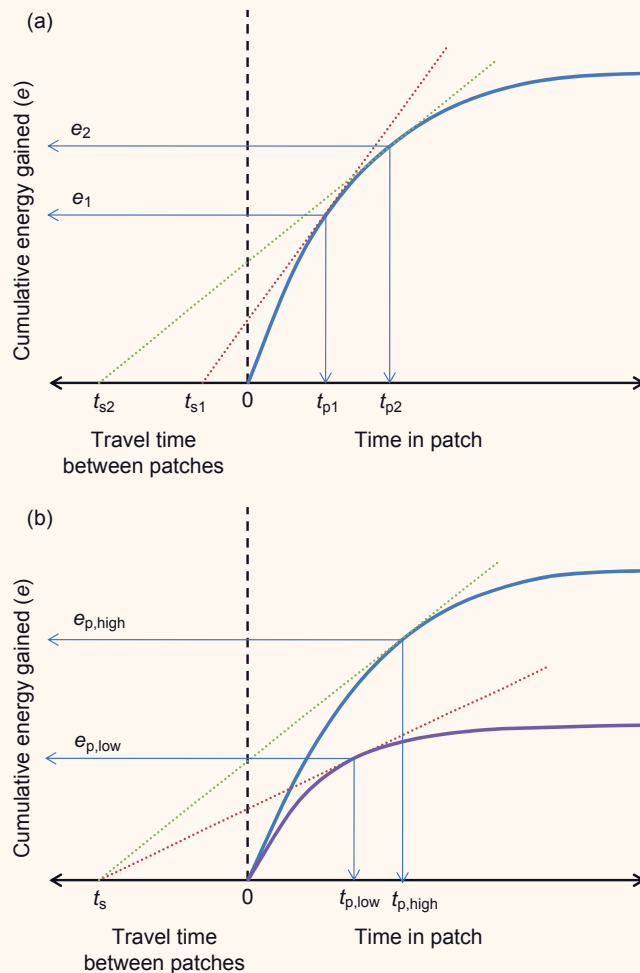 (a)
Cumulative energy gained (e)
e2
e1
ts2
ts1
0
tp1
tp2
Travel time
between patches
Time in patch
(b)
Cumulative energy gained (e)
ep,high
ep,low
ts
0
tp,low
tp,high
Travel time
between patches
Time in patch